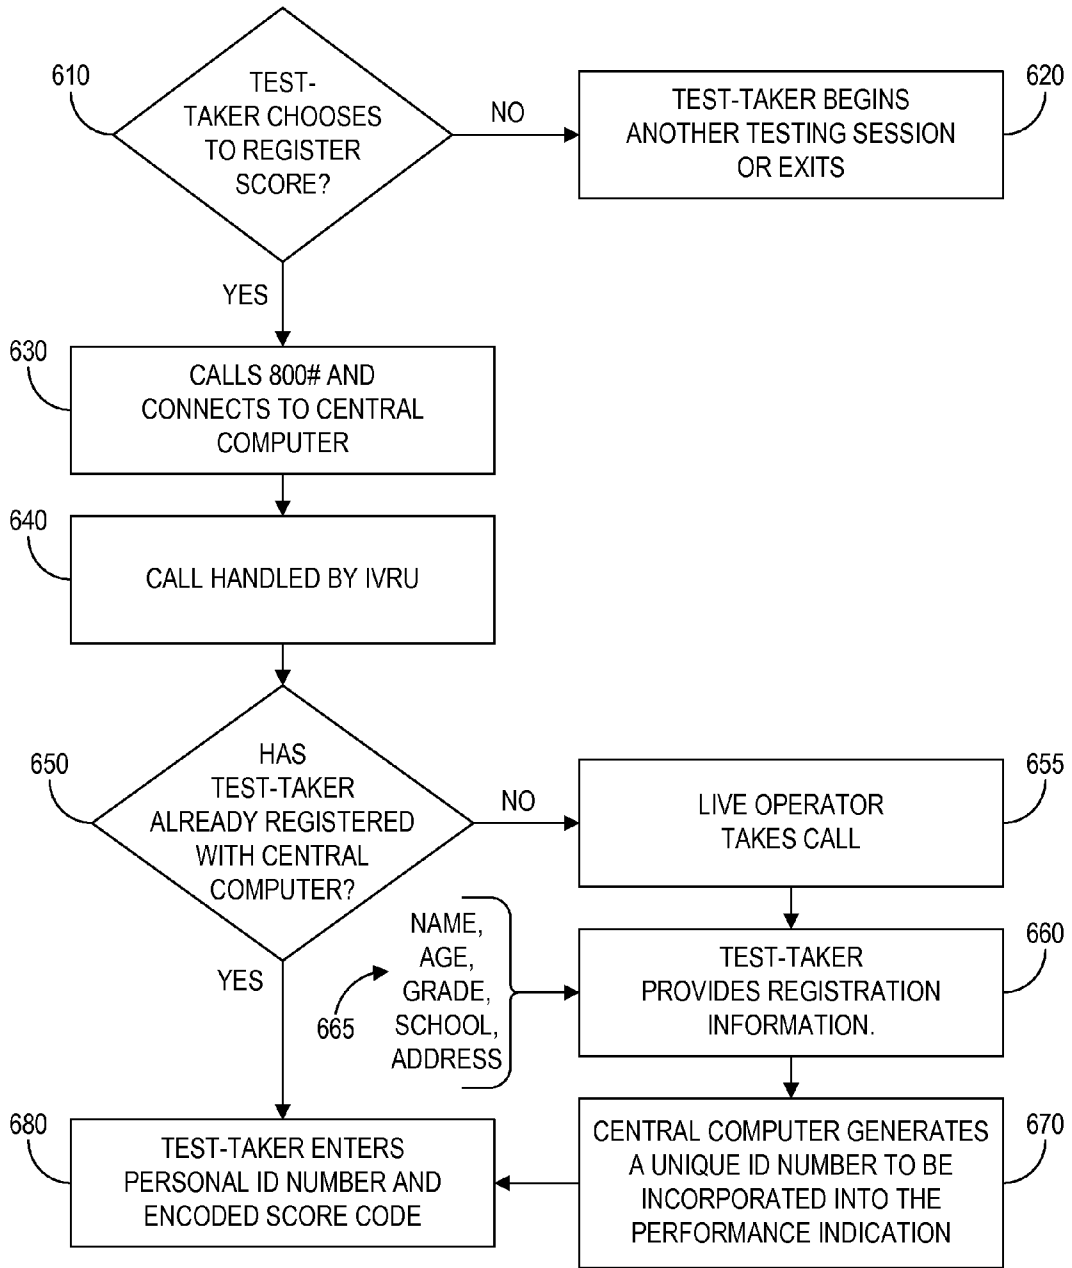 610
TEST-
TAKER CHOOSES
TO REGISTER
SCORE?
NO
TEST-TAKER BEGINS
ANOTHER TESTING SESSION
OR EXITS
620
YES
630
CALLS 800# AND
CONNECTS TO CENTRAL
COMPUTER
640
CALL HANDLED BY IVRU
650
HAS
TEST-TAKER
ALREADY REGISTERED
WITH CENTRAL
COMPUTER?
NO
LIVE OPERATOR
TAKES CALL
655
YES
665
NAME,
AGE,
GRADE,
SCHOOL,
ADDRESS
TEST-TAKER
PROVIDES REGISTRATION
INFORMATION.
660
680
TEST-TAKER ENTERS
PERSONAL ID NUMBER AND
ENCODED SCORE CODE
CENTRAL COMPUTER GENERATES
A UNIQUE ID NUMBER TO BE
INCORPORATED INTO THE
PERFORMANCE INDICATION
670